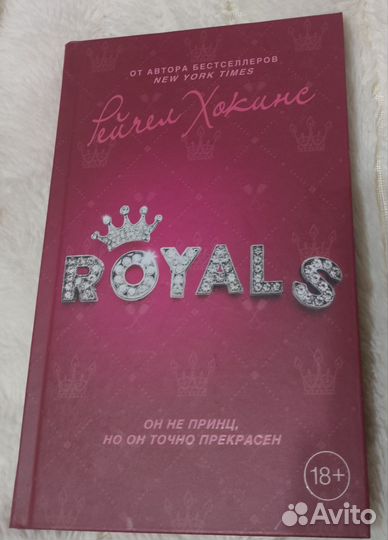 ОТ АВТОРА БЕСТСЕЛЛЕРОВ
NEW YORK TIMES
Рейчел Хокинс
ROYALS
ОН НЕ ПРИНЦ,
НО ОН ТОЧНО ПРЕКРАСЕН
18+
Avito